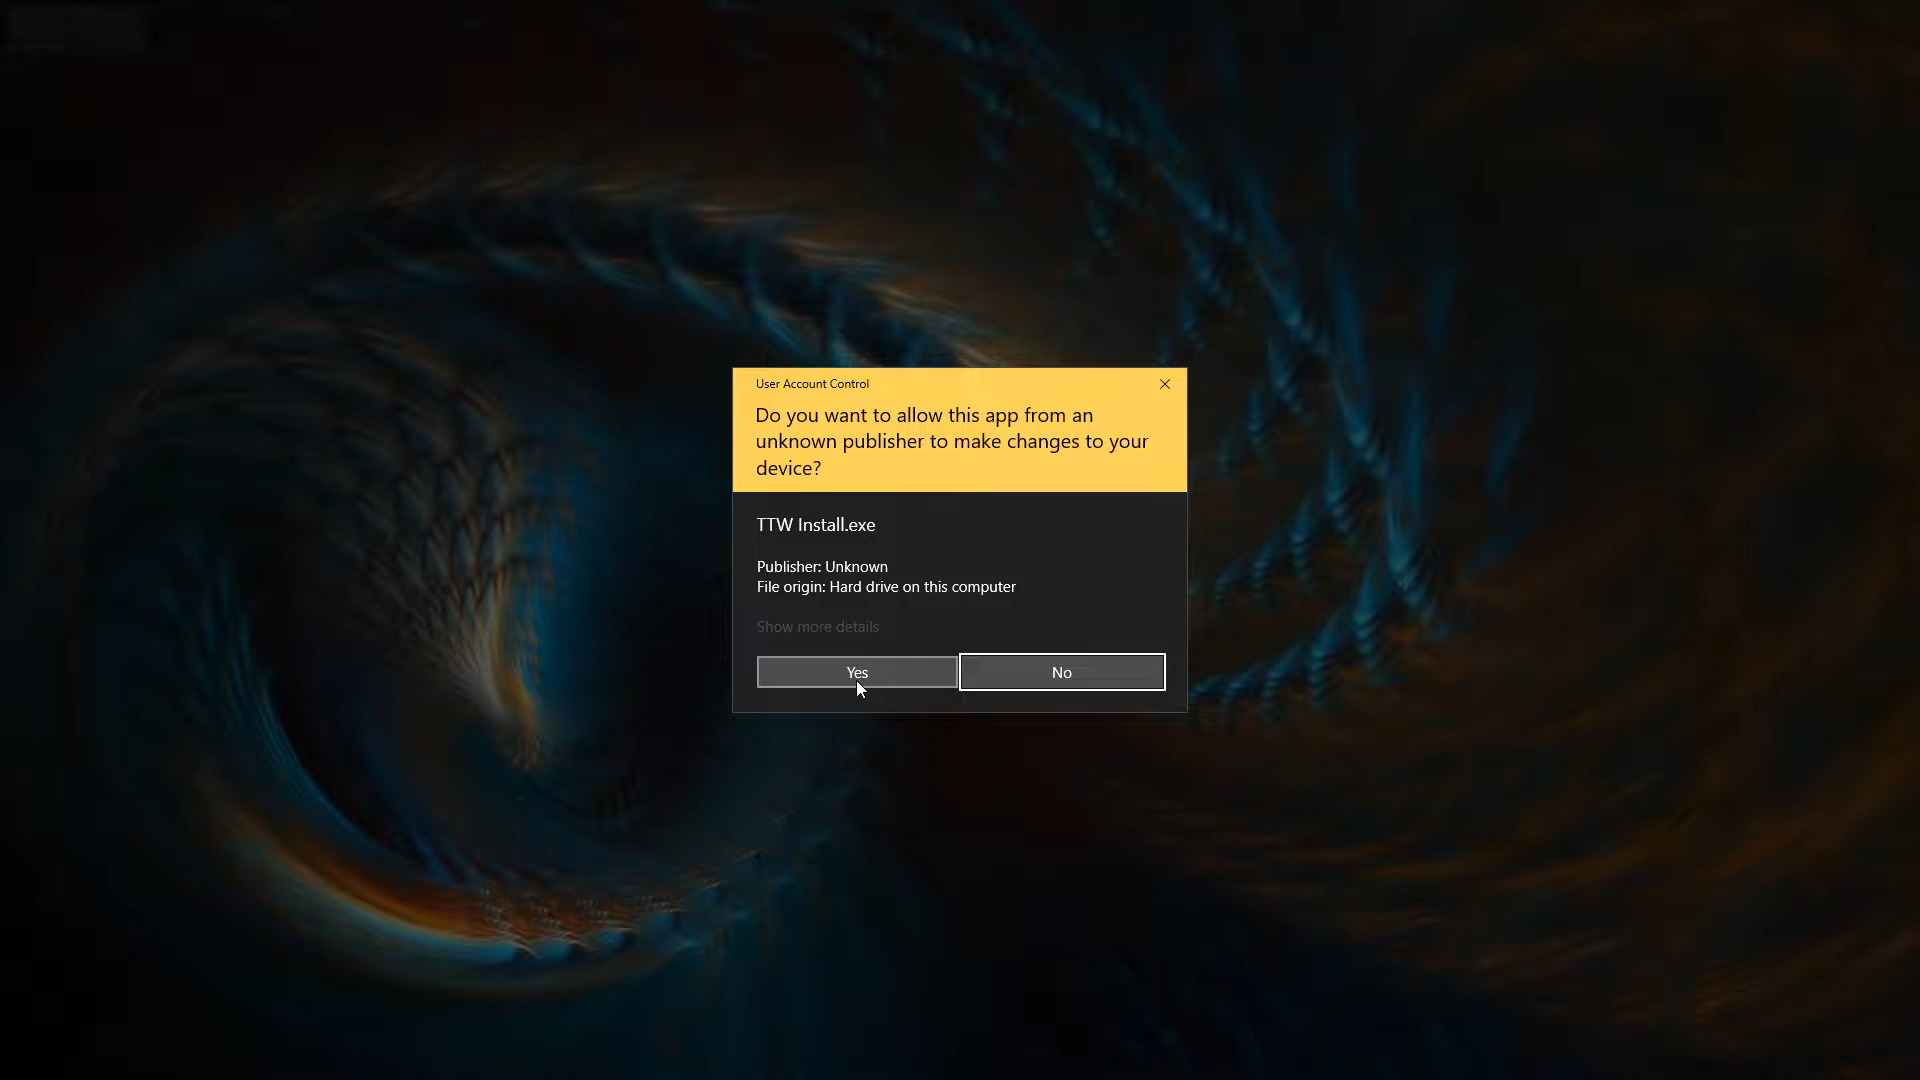 User Account Control
Do you want to allow this app from an
unknown publisher to make changes to your
device?
TTW Install.exe
Publisher: Unknown
File origin: Hard drive on this computer
Show more details
Yes
No